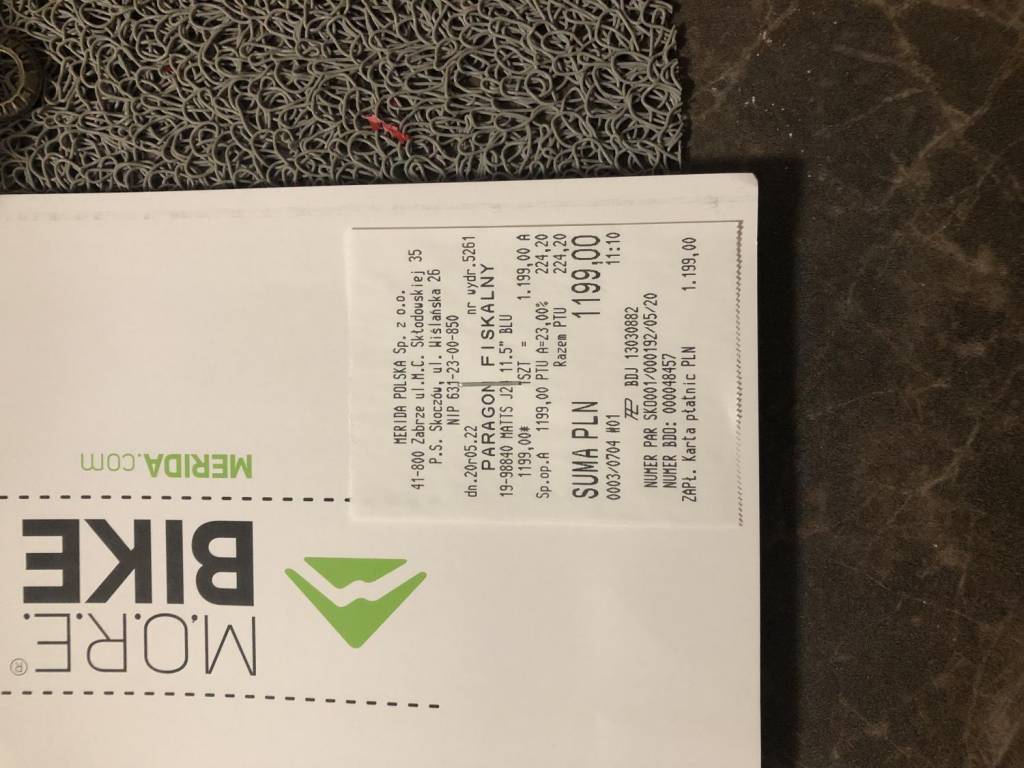 MERIDA POLSKA Sp. z o.o.
41-800 Zabrze ul.M.C. Skłodowskiej 35
P.S. Skoczów, ul. Wiślańska 26
NIP 631-23-00-850
dn.20r05.22 nr wydr.5261
PARAGON FISKALNY
19-98840 MATTS J20 11.5" BLU
1199,00* 1SZT = 1.199,00 A
Sp.op.A 1199,00 PTU A=23,00% 224,20
Razem PTU 224,20
SUMA PLN 1199,00
0003/0704 #01 11:10
BDJ 13030882
NUMER PAR SKO001/000192/05/20
NUMER BDO: 000048457
ZAPŁ. Karta płatnic PLN 1.199,00
M.O.R.E.®
BIKE
MERIDA.com